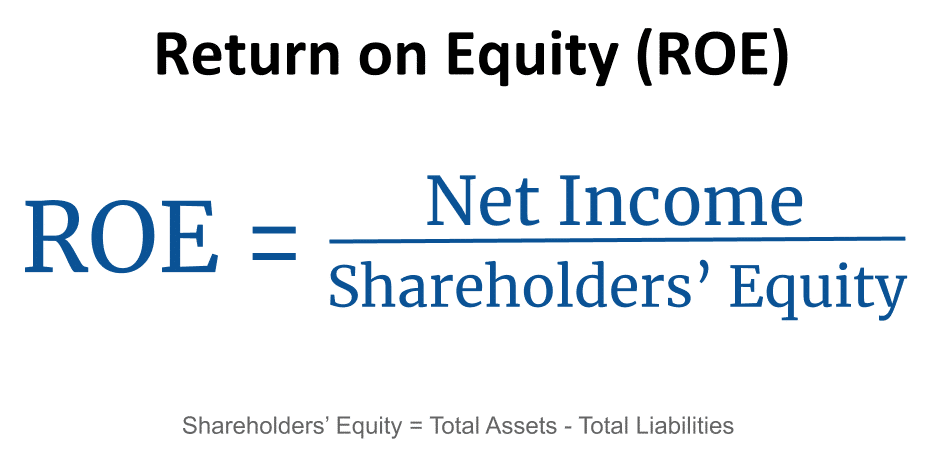 Return on Equity (ROE)
ROE = Net Income
Shareholders’ Equity
Shareholders’ Equity = Total Assets - Total Liabilities